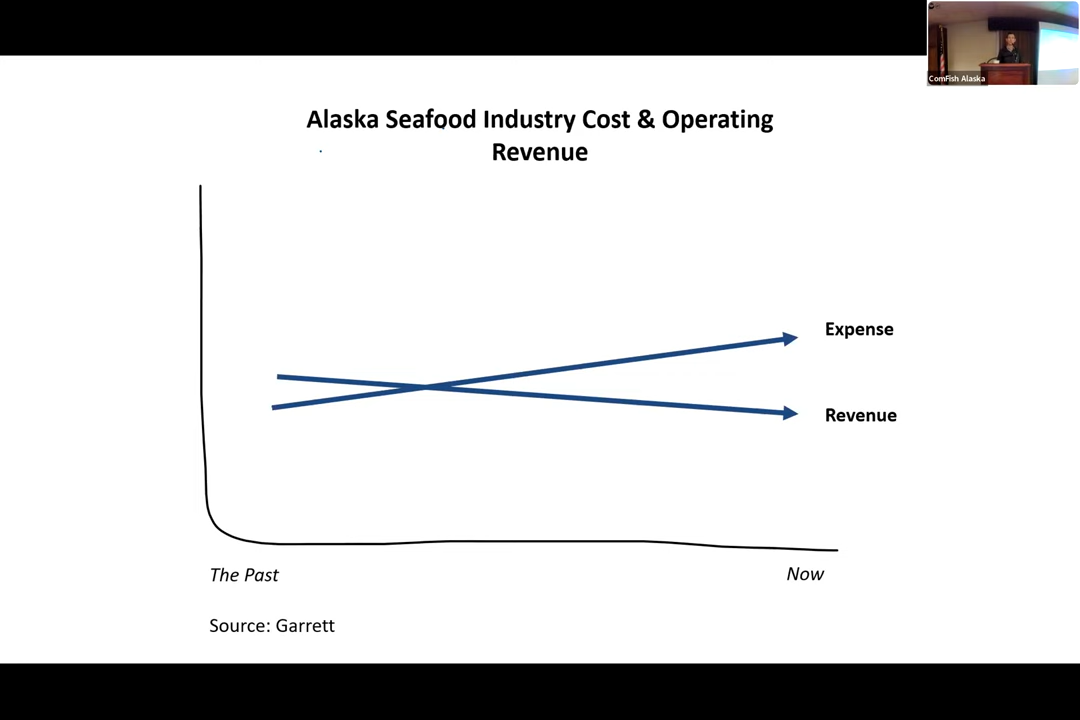 ComFish Alaska
Alaska Seafood Industry Cost & Operating
Revenue
Expense
Revenue
The Past
Now
Source: Garrett